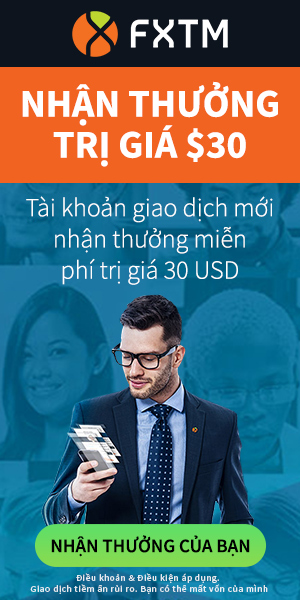 FXTM
NHẬN THƯỞNG
TRỊ GIÁ $30
Tài khoản giao dịch mới
nhận thưởng miễn
phí trị giá 30 USD
NHẬN THƯỞNG CỦA BẠN
Điều khoản & Điều kiện áp dụng.
Giao dịch tiềm ẩn rủi ro. Bạn có thể mất vốn của mình